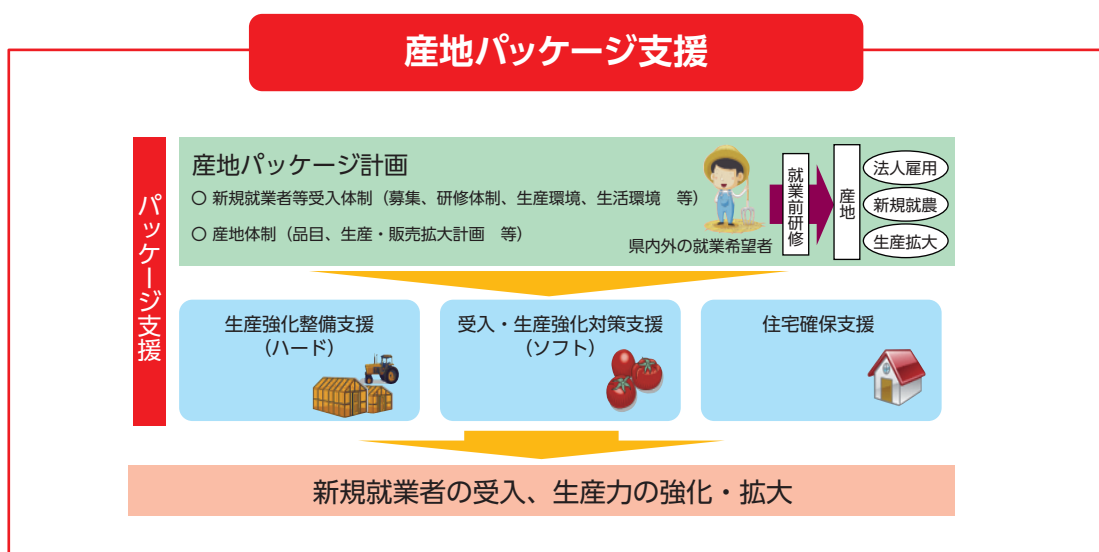 産地パッケージ支援
パッケージ支援
産地パッケージ計画
○ 新規就業者等受入体制（募集、研修体制、生産環境、生活環境　等）
○ 産地体制（品目、生産・販売拡大計画　等）
県内外の就業希望者
就業前研修
産地
法人雇用
新規就農
生産拡大
生産強化整備支援
（ハード）
受入・生産強化対策支援
（ソフト）
住宅確保支援
新規就業者の受入、生産力の強化・拡大